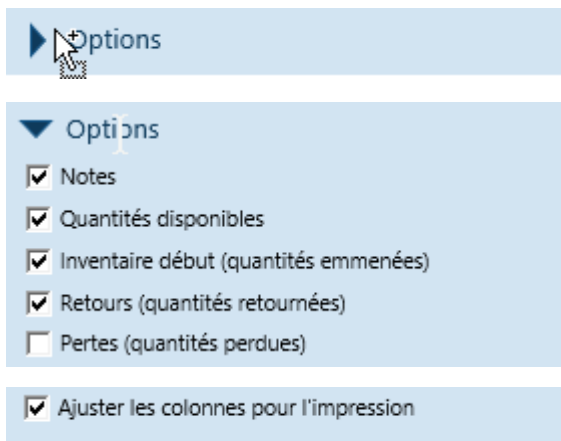 Options
Options
Notes
Quantités disponibles
Inventaire début (quantités emmenées)
Retours (quantités retournées)
Pertes (quantités perdues)
Ajuster les colonnes pour l'impression